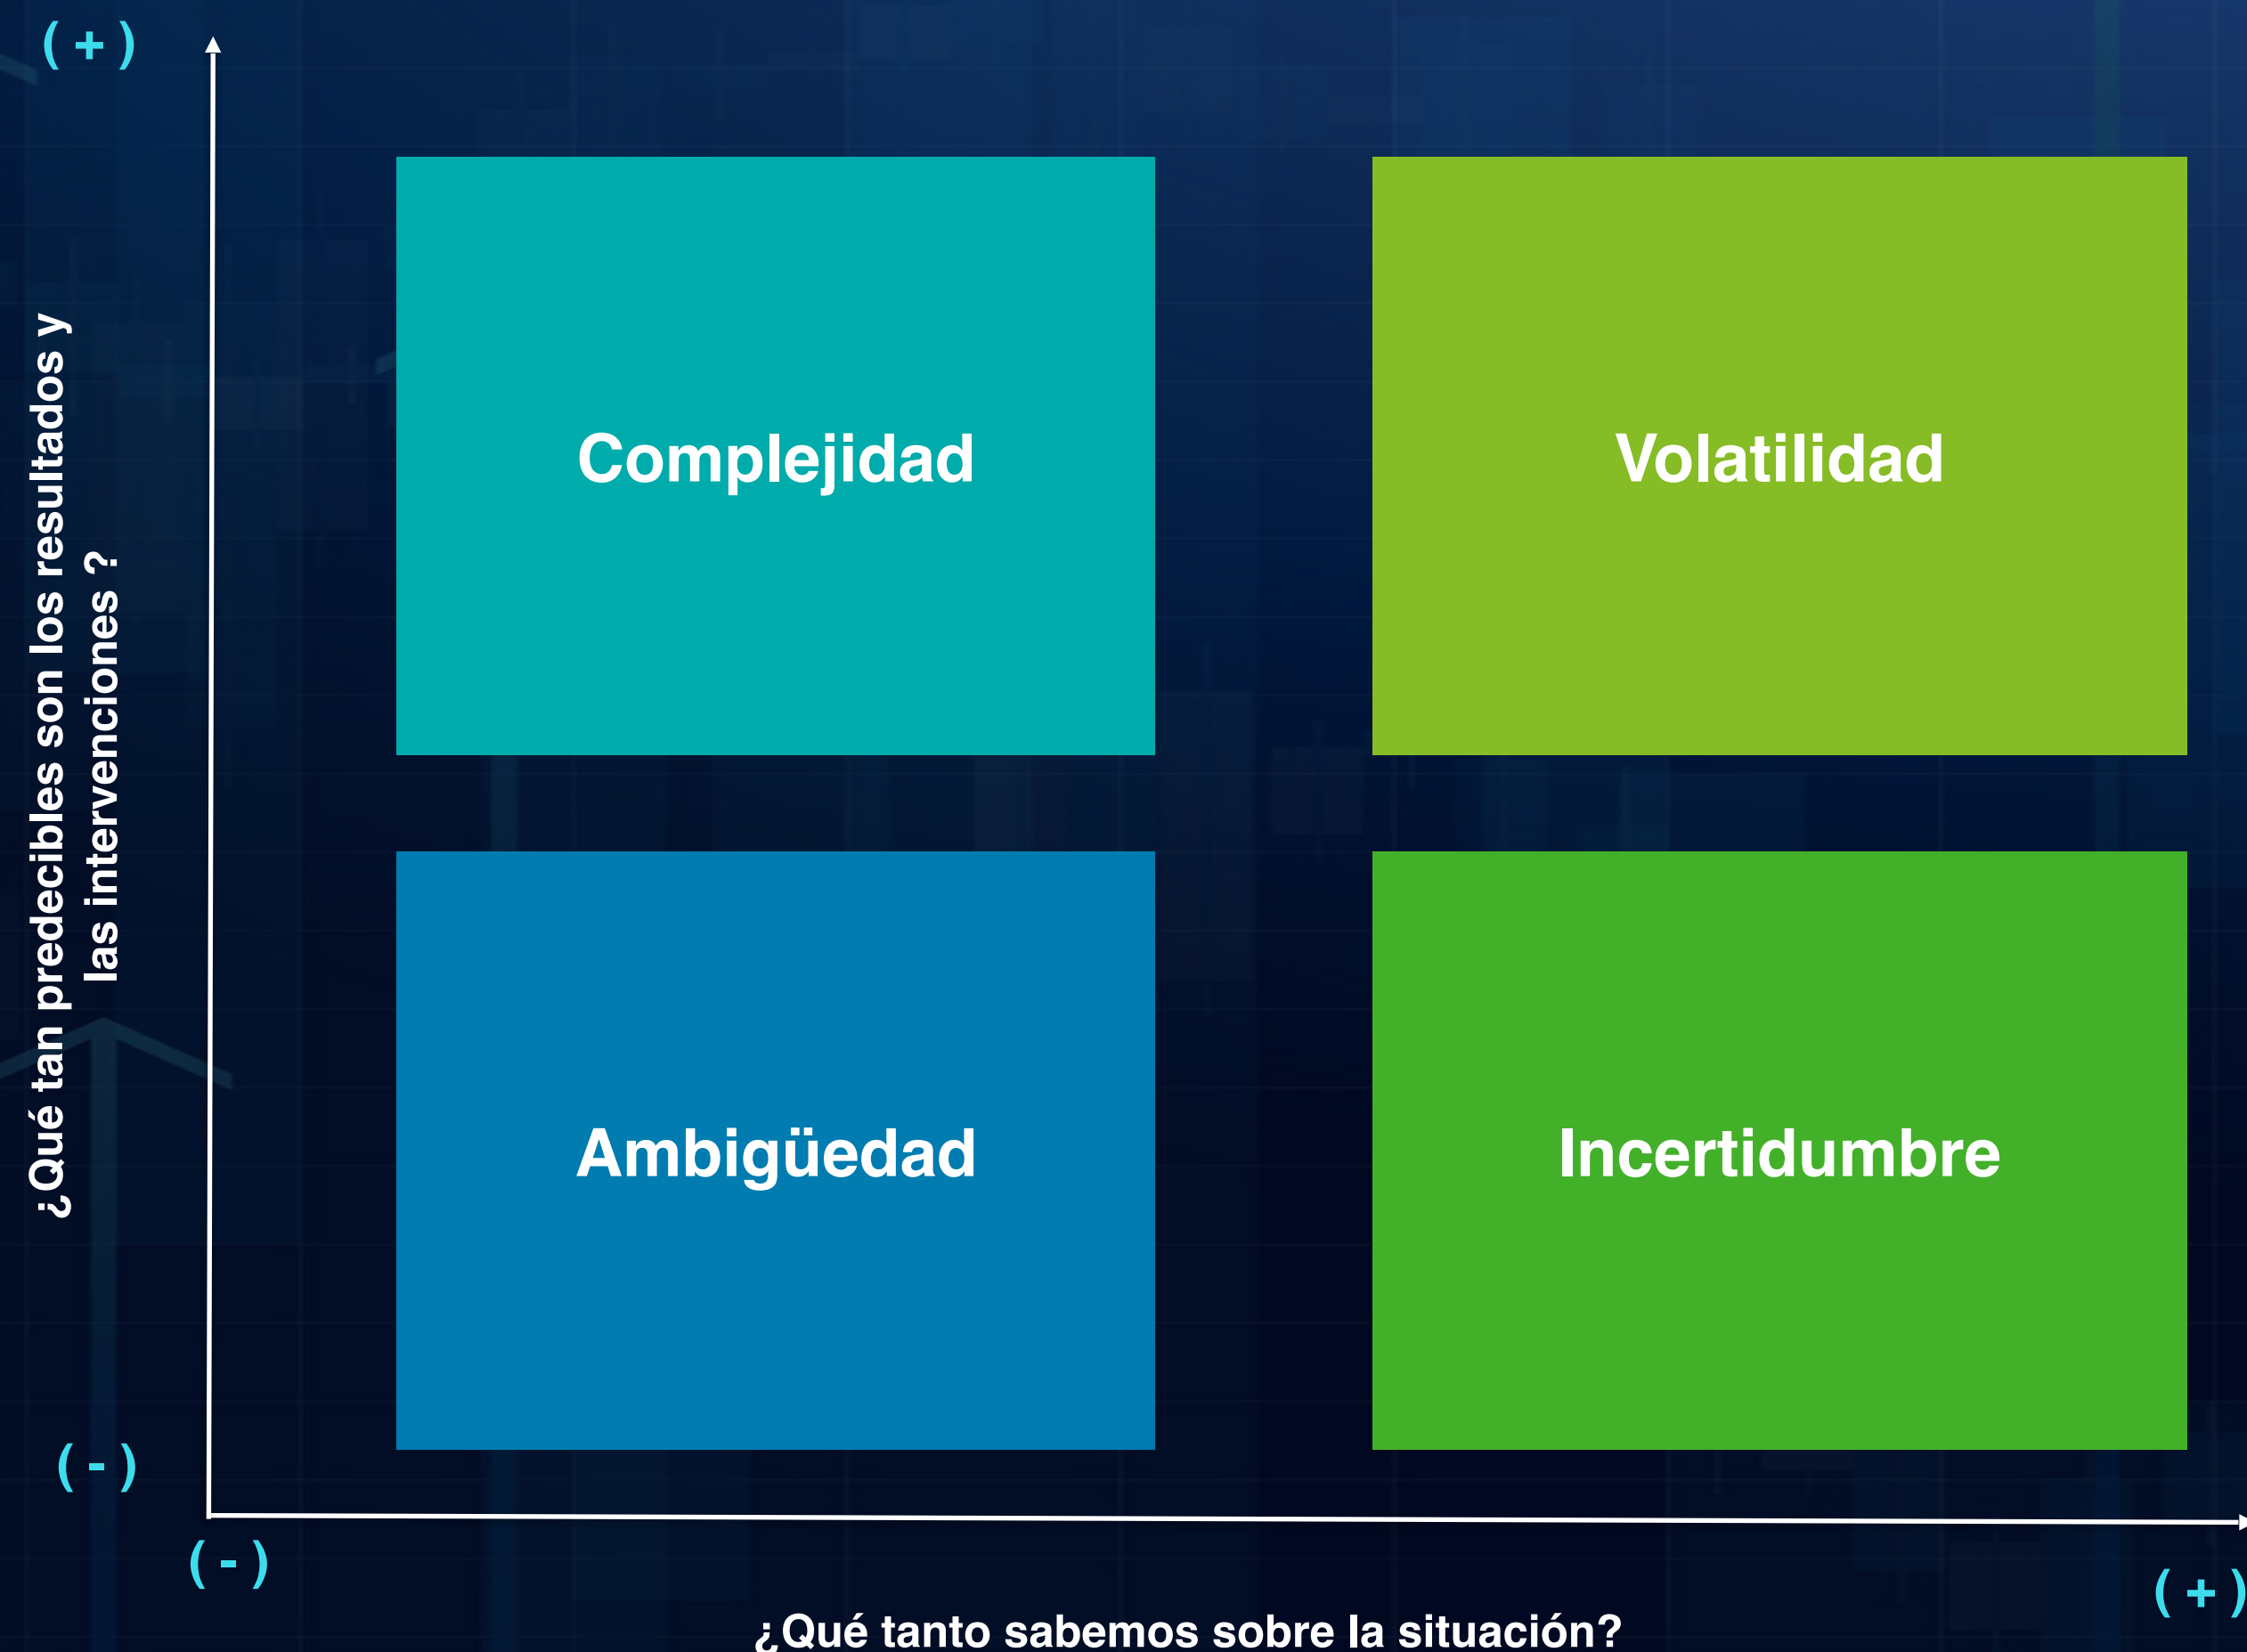 ( + )
¿Qué tan predecibles son los resultados y
las intervenciones ?
Complejidad
Volatilidad
Ambigüedad
Incertidumbre
( - )
( - )
( + )
¿Qué tanto sabemos sobre la situación?